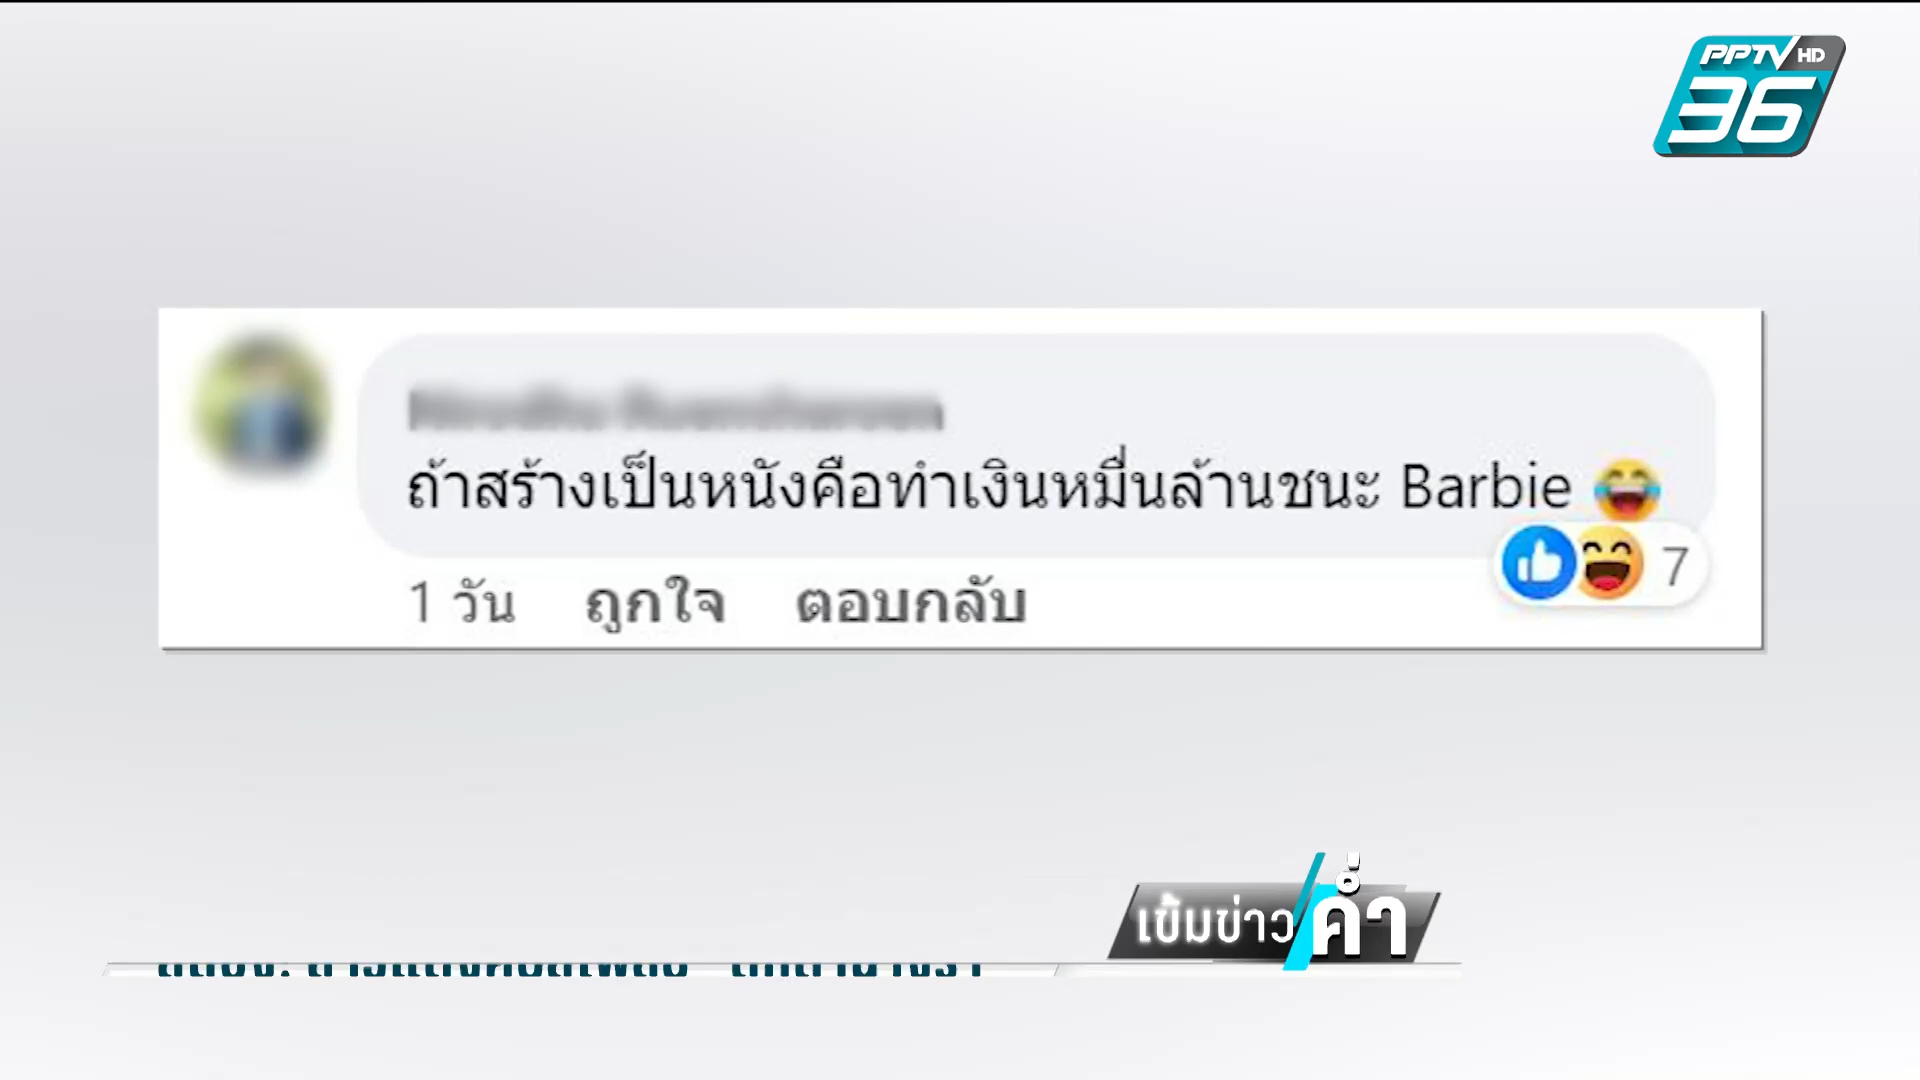 PPTV HD
36
ถ้าสร้างเป็นหนังคือทำเงินหมื่นล้านชนะ Barbie 😂
7
1 วัน ถูกใจ ตอบกลับ
เข้มข่าวค่ำ